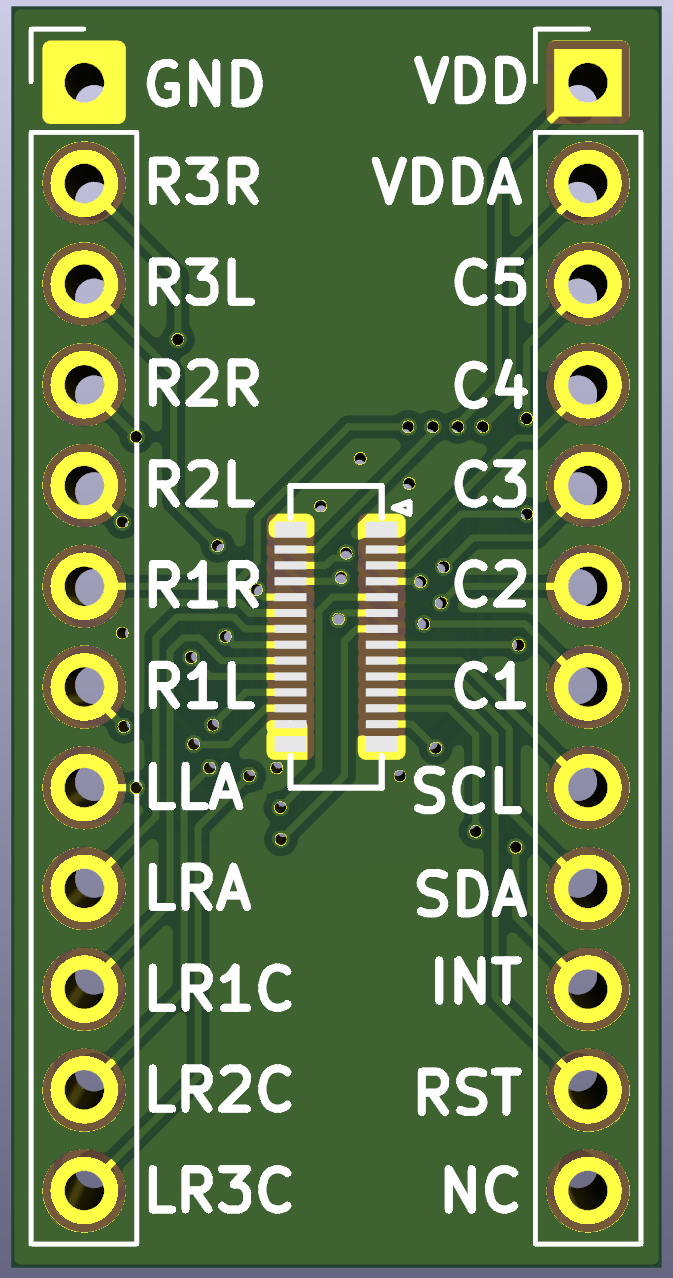 GND VDD
R3R VDDA
R3L C5
R2R C4
R2L C3
R1R C2
R1L C1
LLA SCL
LRA SDA
LR1C INT
LR2C RST
LR3C NC